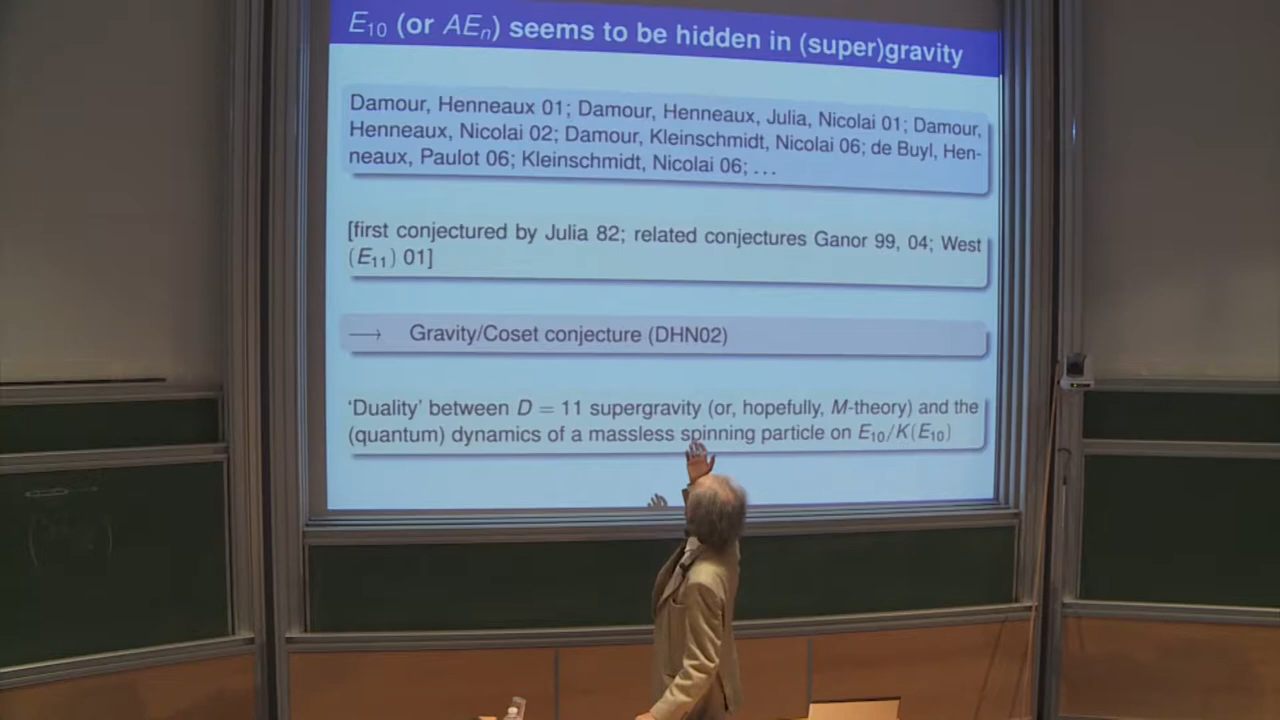 E10 (or AEn) seems to be hidden in (super)gravity
Damour, Henneaux 01; Damour, Henneaux, Julia, Nicolai 01; Damour,
Henneaux, Nicolai 02; Damour, Kleinschmidt, Nicolai 06; de Buyl, Hen-
neaux, Paulot 06; Kleinschmidt, Nicolai 06; ...
[first conjectured by Julia 82; related conjectures Ganor 99, 04; West
(E11) 01]
⟶ Gravity/Coset conjecture (DHN02)
‘Duality’ between D = 11 supergravity (or, hopefully, M-theory) and the
(quantum) dynamics of a massless spinning particle on E10/K(E10)